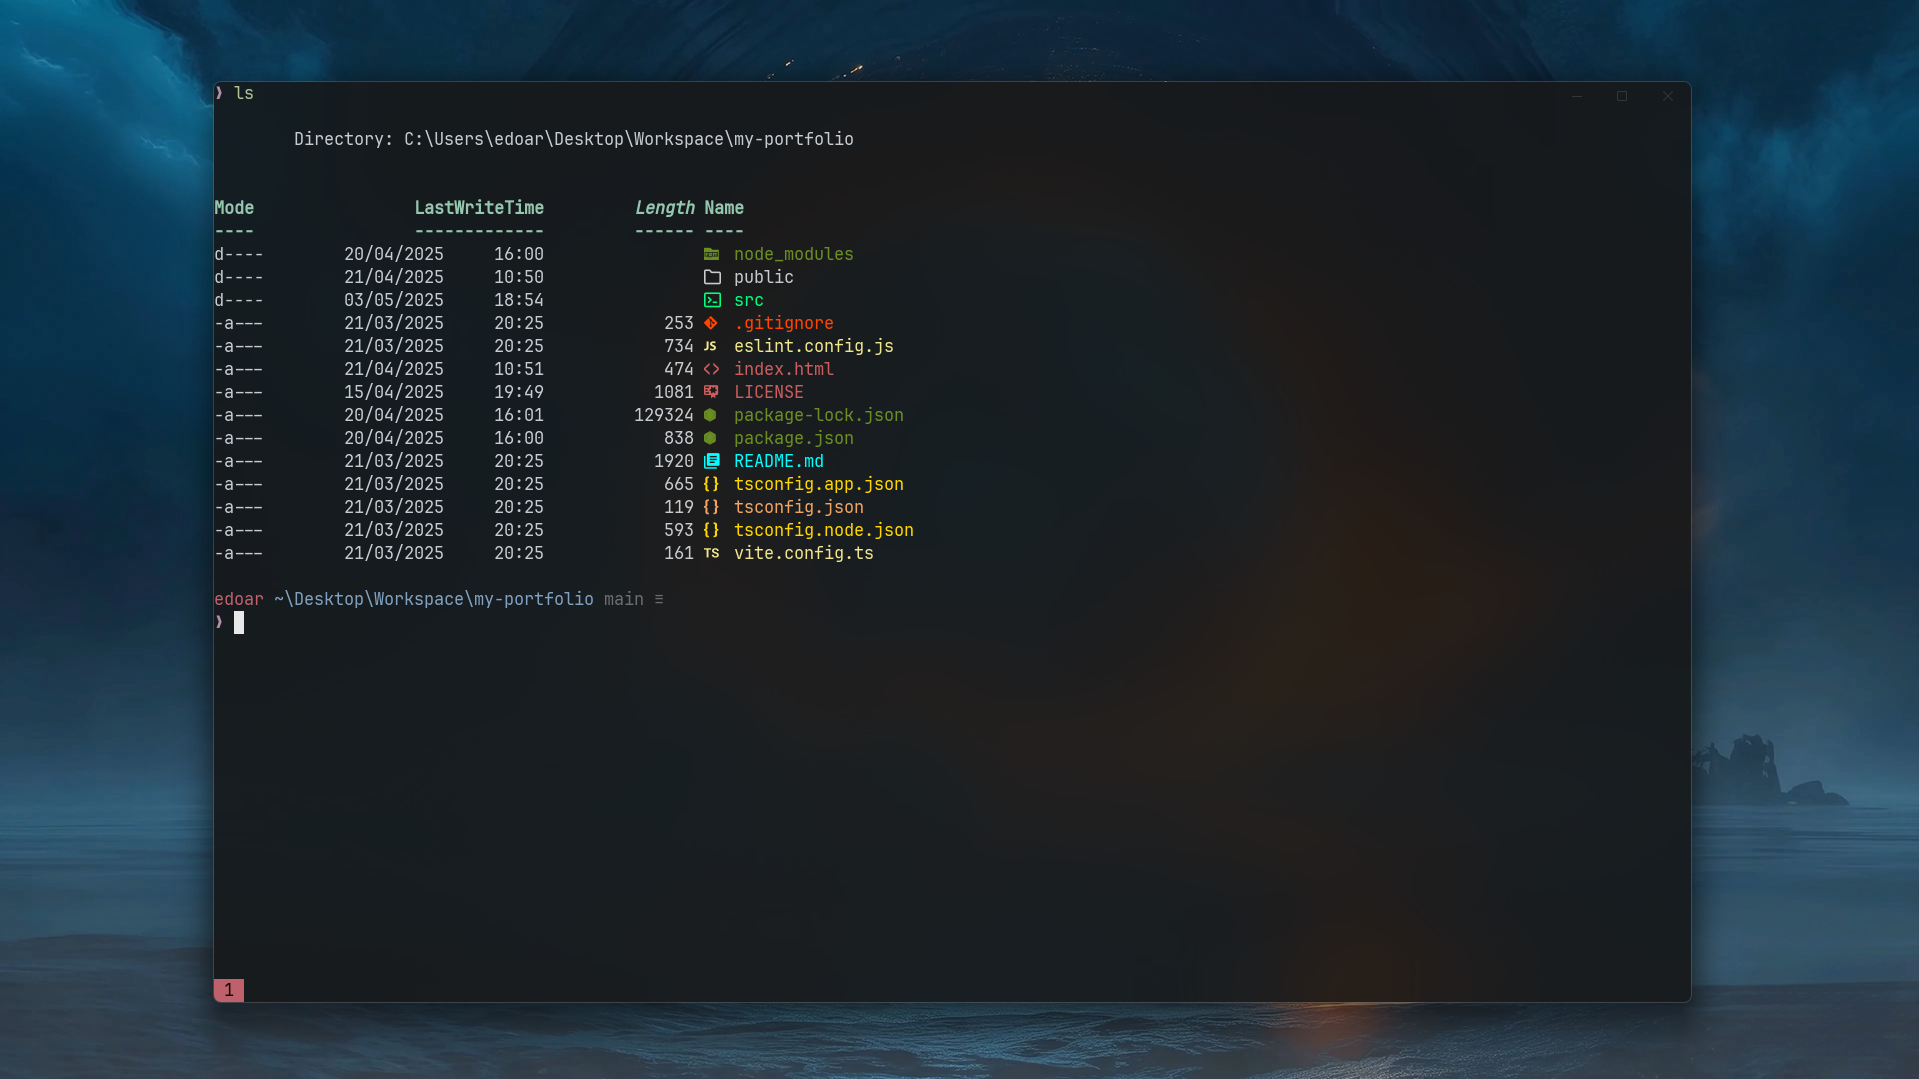 ❫ ls
Directory: C:\Users\edoar\Desktop\Workspace\my-portfolio
Mode LastWriteTime Length Name
---- ------------- ------ ----
d---- 20/04/2025 16:00 node_modules
d---- 21/04/2025 10:50 public
d---- 03/05/2025 18:54 src
-a--- 21/03/2025 20:25 253 .gitignore
-a--- 21/03/2025 20:25 734 JS eslint.config.js
-a--- 21/04/2025 10:51 474 <> index.html
-a--- 15/04/2025 19:49 1081 LICENSE
-a--- 20/04/2025 16:01 129324 package-lock.json
-a--- 20/04/2025 16:00 838 package.json
-a--- 21/03/2025 20:25 1920 README.md
-a--- 21/03/2025 20:25 665 {} tsconfig.app.json
-a--- 21/03/2025 20:25 119 {} tsconfig.json
-a--- 21/03/2025 20:25 593 {} tsconfig.node.json
-a--- 21/03/2025 20:25 161 TS vite.config.ts
edoar ~\Desktop\Workspace\my-portfolio main ≡
❫
1